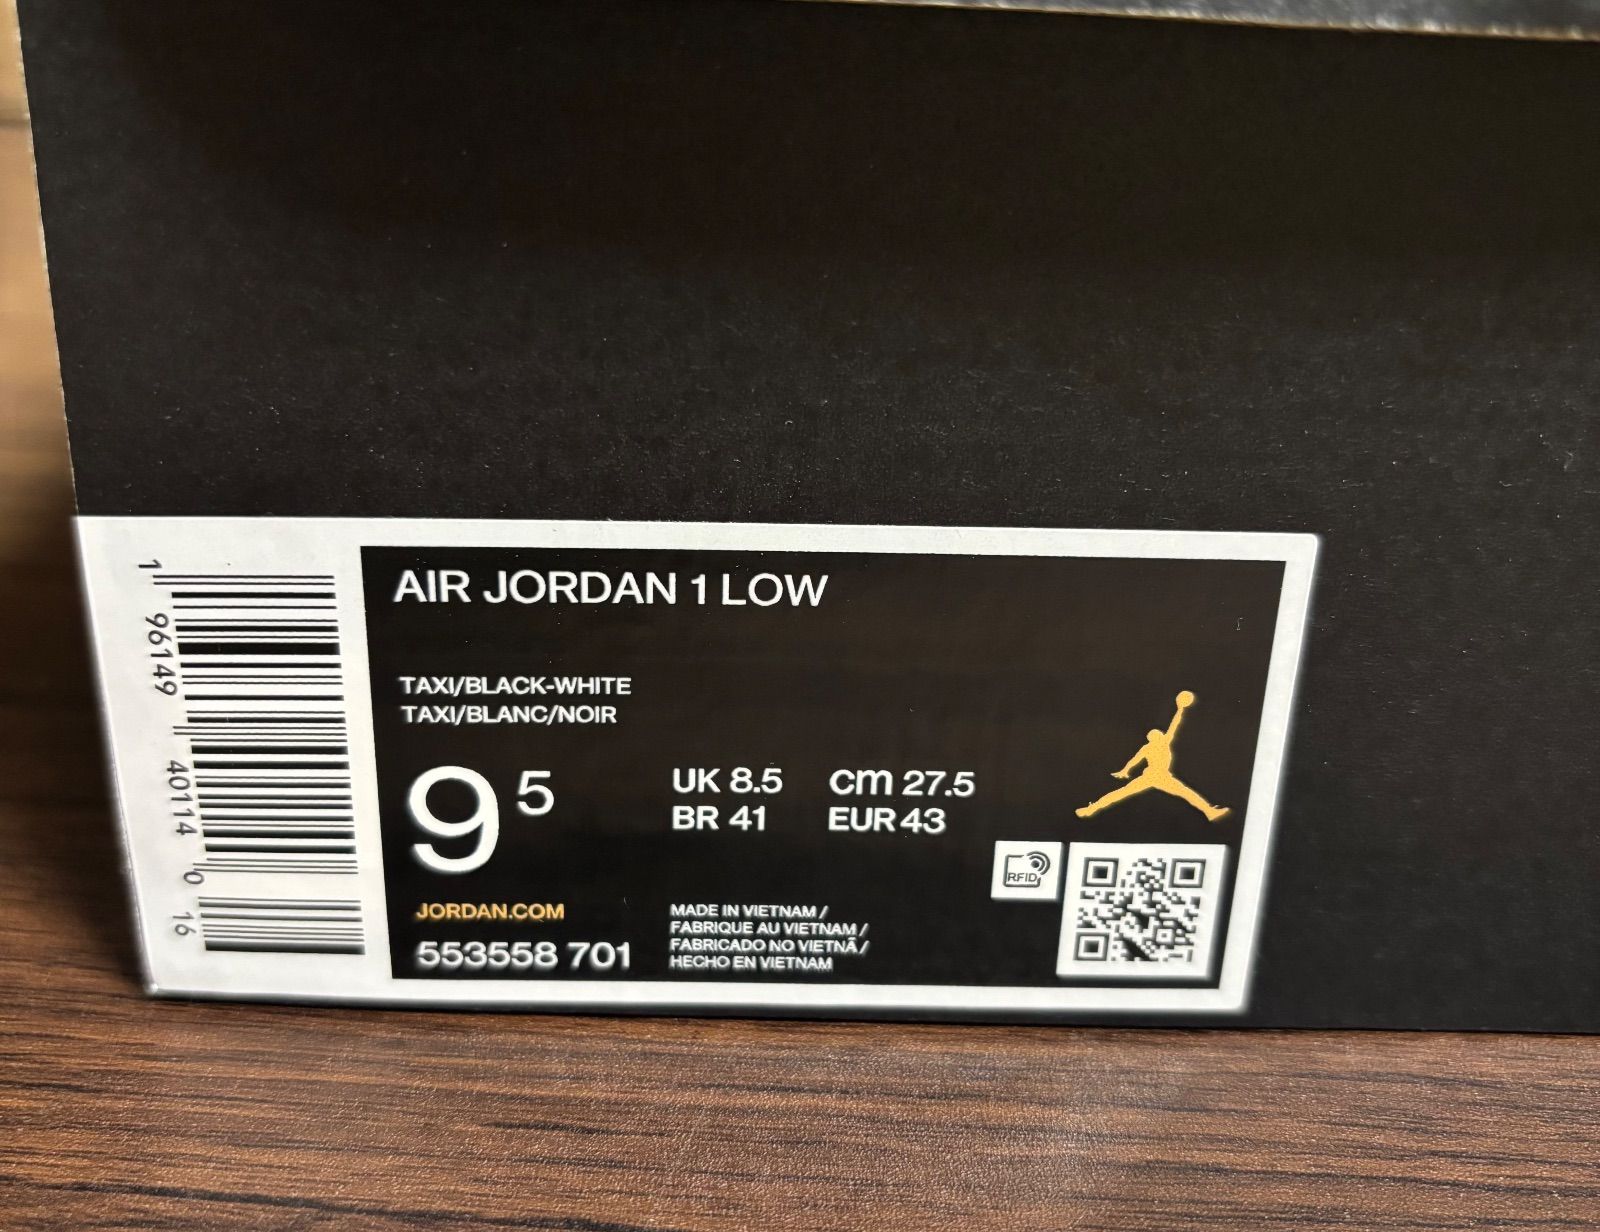 AIR JORDAN 1 LOW
TAXI/BLACK-WHITE
TAXI/BLANC/NOIR
9 5
UK 8.5 cm 27.5
BR 41 EUR 43
RFID
JORDAN.COM
553558 701
MADE IN VIETNAM /
FABRIQUE AU VIETNAM /
FABRICADO NO VIETNÃ /
HECHO EN VIETNAM
1 96149 40114 0 16